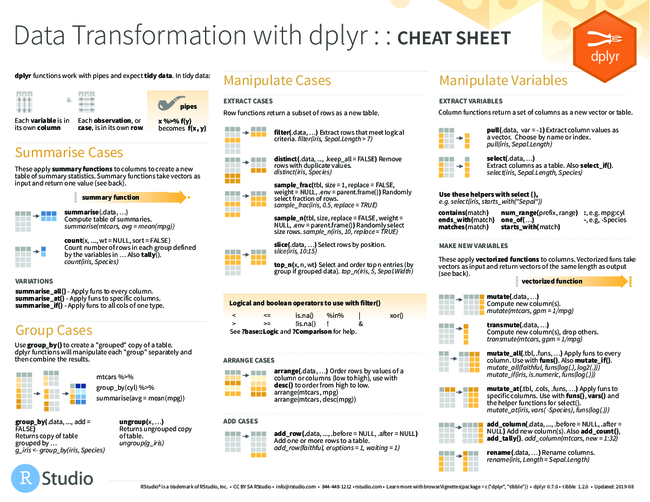 Data Transformation with dplyr : : CHEAT SHEET
dplyr
dplyr functions work with pipes and expect tidy data. In tidy data:
&
pipes
Each variable is in
its own column
Each observation, or
case, is in its own row
x %>% f(y)
becomes f(x, y)
Summarise Cases
These apply summary functions to columns to create a new
table of summary statistics. Summary functions take vectors as
input and return one value (see back).
summary function
summarise(.data, …)
Compute table of summaries.
summarise(mtcars, avg = mean(mpg))
count(x, ..., wt = NULL, sort = FALSE)
Count number of rows in each group defined
by the variables in … Also tally().
count(iris, Species)
VARIATIONS
summarise_all() - Apply funs to every column.
summarise_at() - Apply funs to specific columns.
summarise_if() - Apply funs to all cols of one type.
Group Cases
Use group_by() to create a "grouped" copy of a table.
dplyr functions will manipulate each "group" separately and
then combine the results.
mtcars %>%
group_by(cyl) %>%
summarise(avg = mean(mpg))
group_by(.data, ..., add =
FALSE)
Returns copy of table
grouped by …
g_iris <- group_by(iris, Species)
ungroup(x, …)
Returns ungrouped copy
of table.
ungroup(g_iris)
Manipulate Cases
EXTRACT CASES
Row functions return a subset of rows as a new table.
filter(.data, …) Extract rows that meet logical
criteria. filter(iris, Sepal.Length > 7)
distinct(.data, ..., .keep_all = FALSE) Remove
rows with duplicate values.
distinct(iris, Species)
sample_frac(tbl, size = 1, replace = FALSE,
weight = NULL, .env = parent.frame()) Randomly
select fraction of rows.
sample_frac(iris, 0.5, replace = TRUE)
sample_n(tbl, size, replace = FALSE, weight =
NULL, .env = parent.frame()) Randomly select
size rows. sample_n(iris, 10, replace = TRUE)
slice(.data, …) Select rows by position.
slice(iris, 10:15)
top_n(x, n, wt) Select and order top n entries (by
group if grouped data). top_n(iris, 5, Sepal.Width)
Logical and boolean operators to use with filter()
< <= is.na() %in% | xor()
> >= !is.na() ! &
See ?base::Logic and ?Comparison for help.
ARRANGE CASES
arrange(.data, …) Order rows by values of a
column or columns (low to high), use with
desc() to order from high to low.
arrange(mtcars, mpg)
arrange(mtcars, desc(mpg))
ADD CASES
add_row(.data, ..., .before = NULL, .after = NULL)
Add one or more rows to a table.
add_row(faithful, eruptions = 1, waiting = 1)
Manipulate Variables
EXTRACT VARIABLES
Column functions return a set of columns as a new vector or table.
pull(.data, var = -1) Extract column values as
a vector. Choose by name or index.
pull(iris, Sepal.Length)
select(.data, …)
Extract columns as a table. Also select_if().
select(iris, Sepal.Length, Species)
Use these helpers with select (),
e.g. select(iris, starts_with("Sepal"))
contains(match) num_range(prefix, range) :, e.g. mpg:cyl
ends_with(match) one_of(…) -, e.g, -Species
matches(match) starts_with(match)
MAKE NEW VARIABLES
These apply vectorized functions to columns. Vectorized funs take
vectors as input and return vectors of the same length as output
(see back).
vectorized function
mutate(.data, …)
Compute new column(s).
mutate(mtcars, gpm = 1/mpg)
transmute(.data, …)
Compute new column(s), drop others.
transmute(mtcars, gpm = 1/mpg)
mutate_all(.tbl, .funs, …) Apply funs to every
column. Use with funs(). Also mutate_if().
mutate_all(faithful, funs(log(.), log2(.)))
mutate_if(iris, is.numeric, funs(log(.)))
mutate_at(.tbl, .cols, .funs, …) Apply funs to
specific columns. Use with funs(), vars() and
the helper functions for select().
mutate_at(iris, vars( -Species), funs(log(.)))
add_column(.data, ..., .before = NULL, .after =
NULL) Add new column(s). Also add_count(),
add_tally(). add_column(mtcars, new = 1:32)
rename(.data, …) Rename columns.
rename(iris, Length = Sepal.Length)
R Studio
RStudio® is a trademark of RStudio, Inc. • CC BY SA RStudio • info@rstudio.com • 844-448-1212 • rstudio.com • Learn more with browseVignettes(package = c("dplyr", "tibble")) • dplyr 0.7.0 • tibble 1.2.0 • Updated: 2019-08